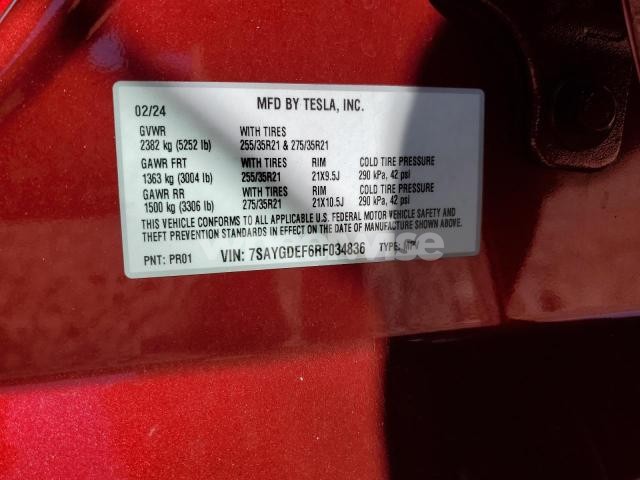 02/24 MFD BY TESLA, INC.
GVWR WITH TIRES
2382 kg (5252 lb) 255/35R21 & 275/35R21
GAWR FRT WITH TIRES RIM COLD TIRE PRESSURE
1363 kg (3004 lb) 255/35R21 21X9.5J 290 kPa, 42 psi
GAWR RR WITH TIRES RIM COLD TIRE PRESSURE
1500 kg (3306 lb) 275/35R21 21X10.5J 290 kPa, 42 psi
THIS VEHICLE CONFORMS TO ALL APPLICABLE U.S. FEDERAL MOTOR VEHICLE SAFETY AND
THEFT PREVENTION STANDARDS IN EFFECT ON THE DATE OF MANUFACTURE SHOWN ABOVE.
PNT: PR01 VIN: 7SAYGDEF6RF034836 TYPE: MPV